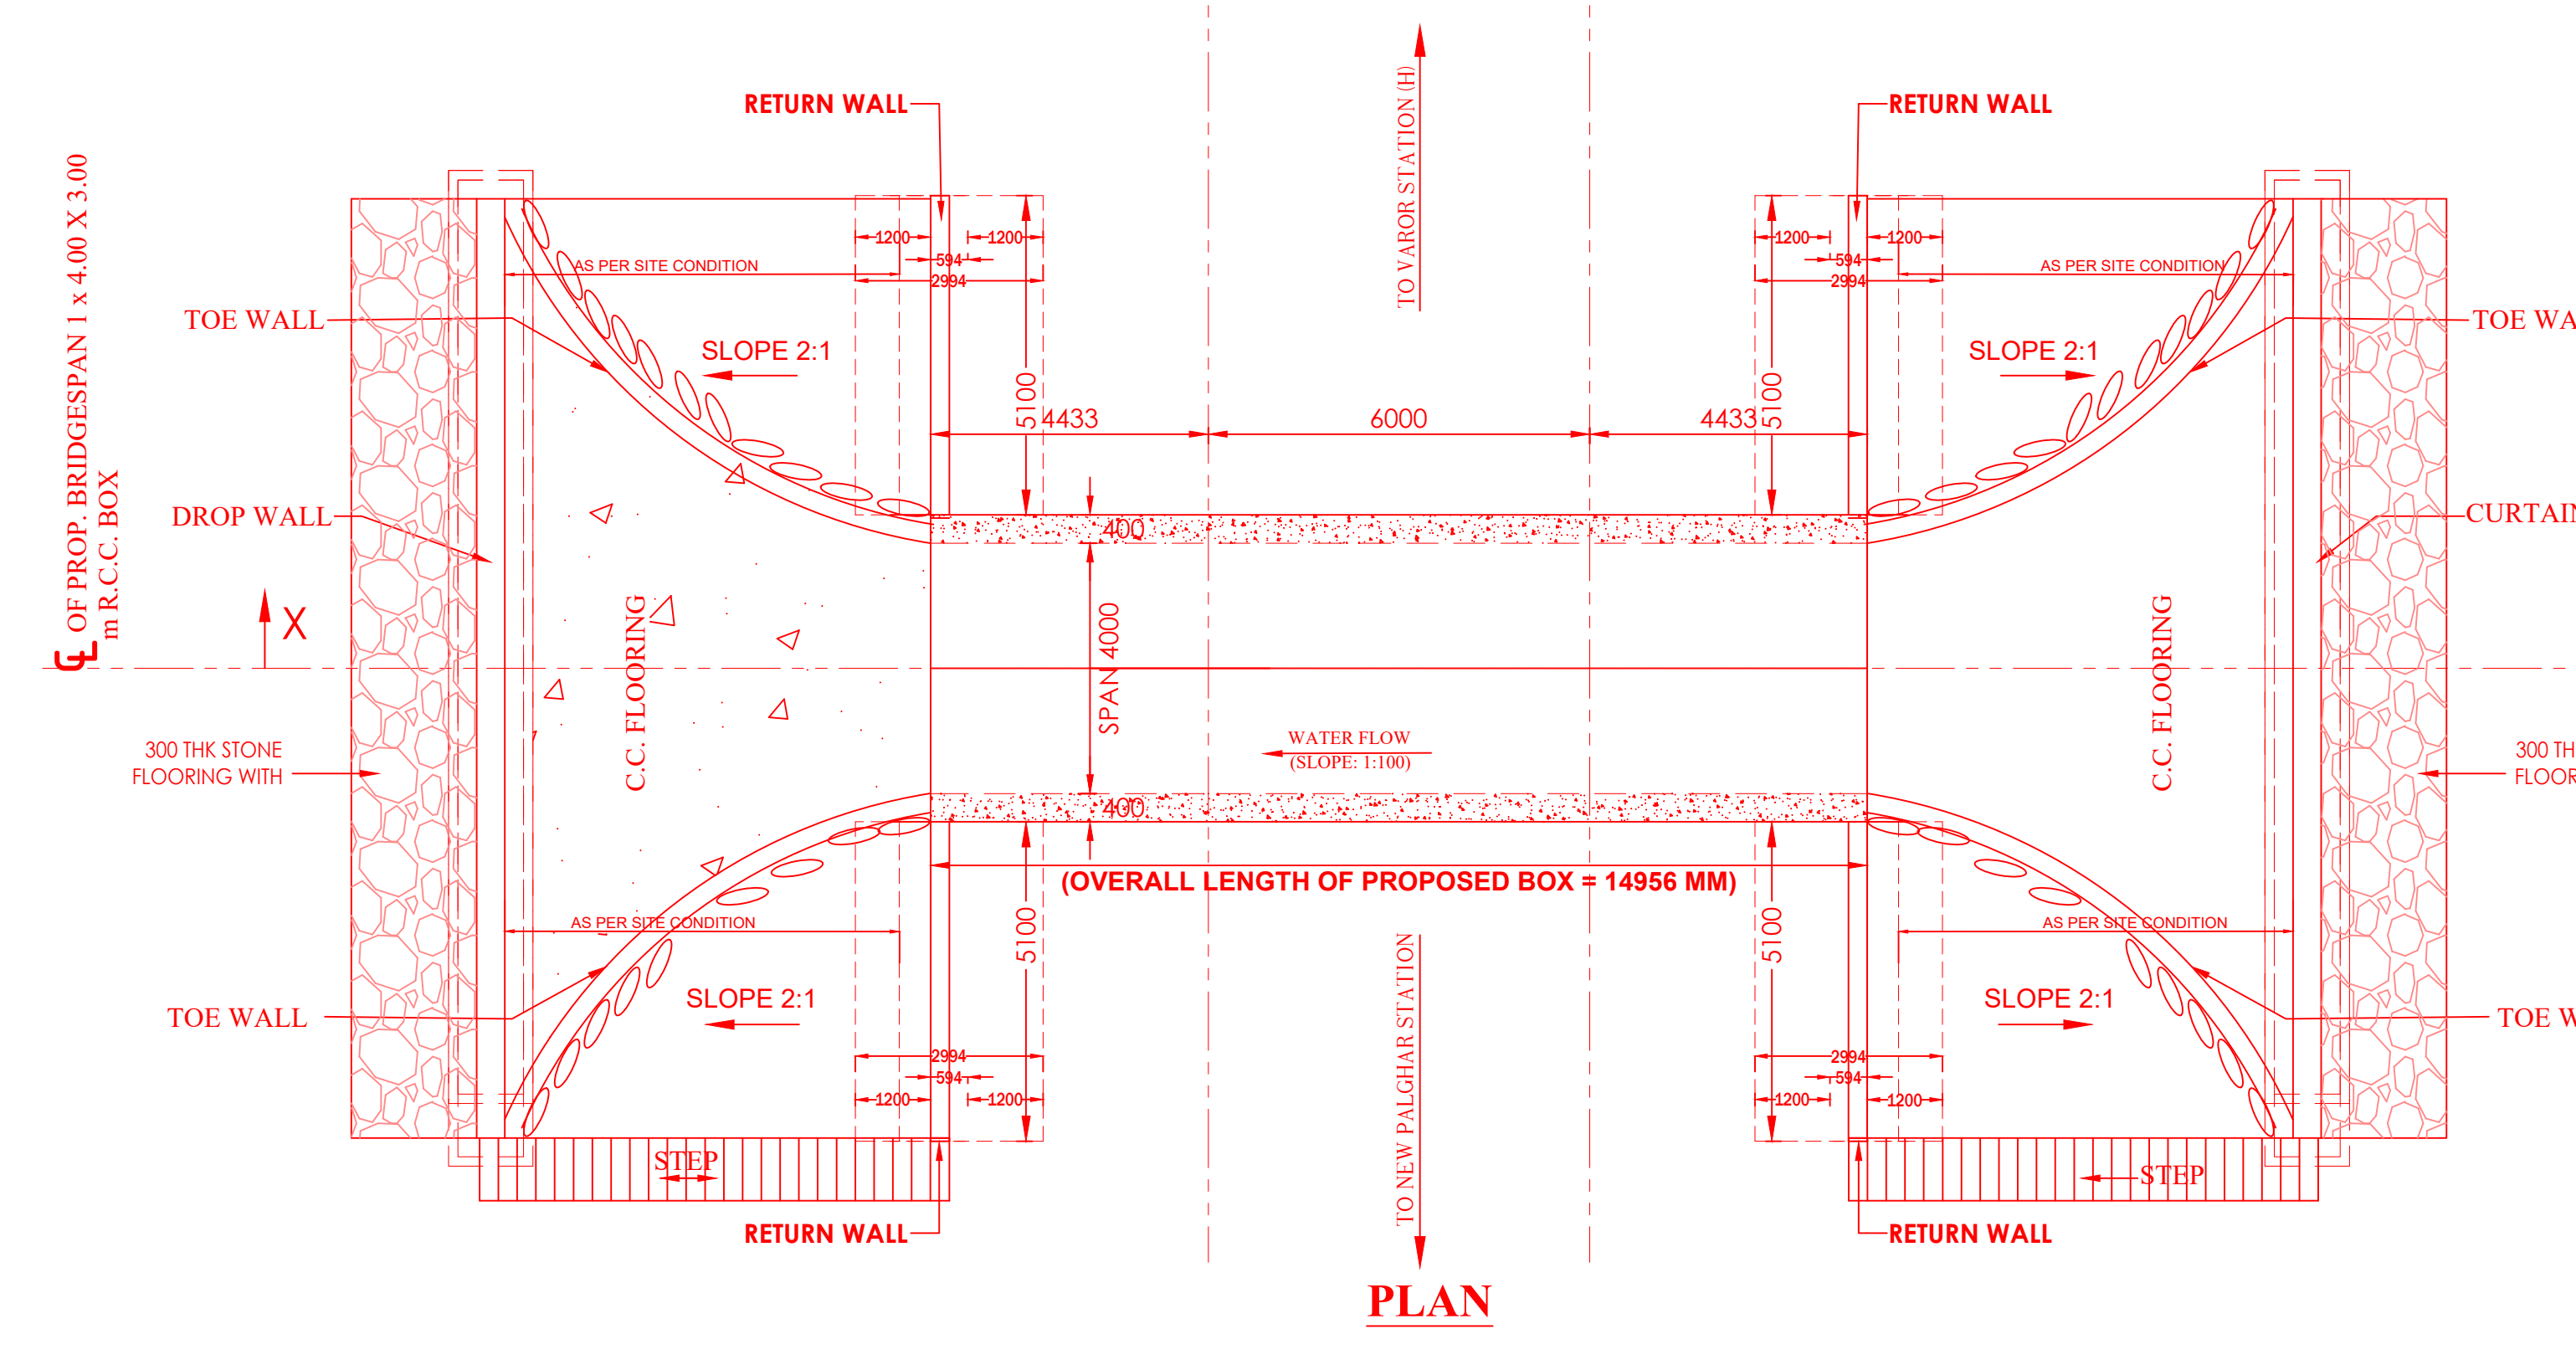 OF PROP. BRIDGESPAN 1 x 4.00 X 3.00
m R.C.C. BOX
RETURN WALL
RETURN WALL
TO VAROR STATION (H)
1200
1200
594
2994
1200
1200
594
2994
AS PER SITE CONDITION
AS PER SITE CONDITION
TOE WALL
TOE WA
SLOPE 2:1
SLOPE 2:1
5100
4433
6000
4433
5100
DROP WALL
400
CURTAIN
X
C.C. FLOORING
SPAN 4000
C.C. FLOORING
WATER FLOW
(SLOPE: 1:100)
300 THK STONE
FLOORING WITH
300 TH
FLOOR
400
(OVERALL LENGTH OF PROPOSED BOX = 14956 MM)
AS PER SITE CONDITION
5100
5100
AS PER SITE CONDITION
SLOPE 2:1
SLOPE 2:1
TOE WALL
TOE W
TO NEW PALGHAR STATION
2994
594
1200
1200
2994
594
1200
1200
STEP
STEP
RETURN WALL
RETURN WALL
PLAN